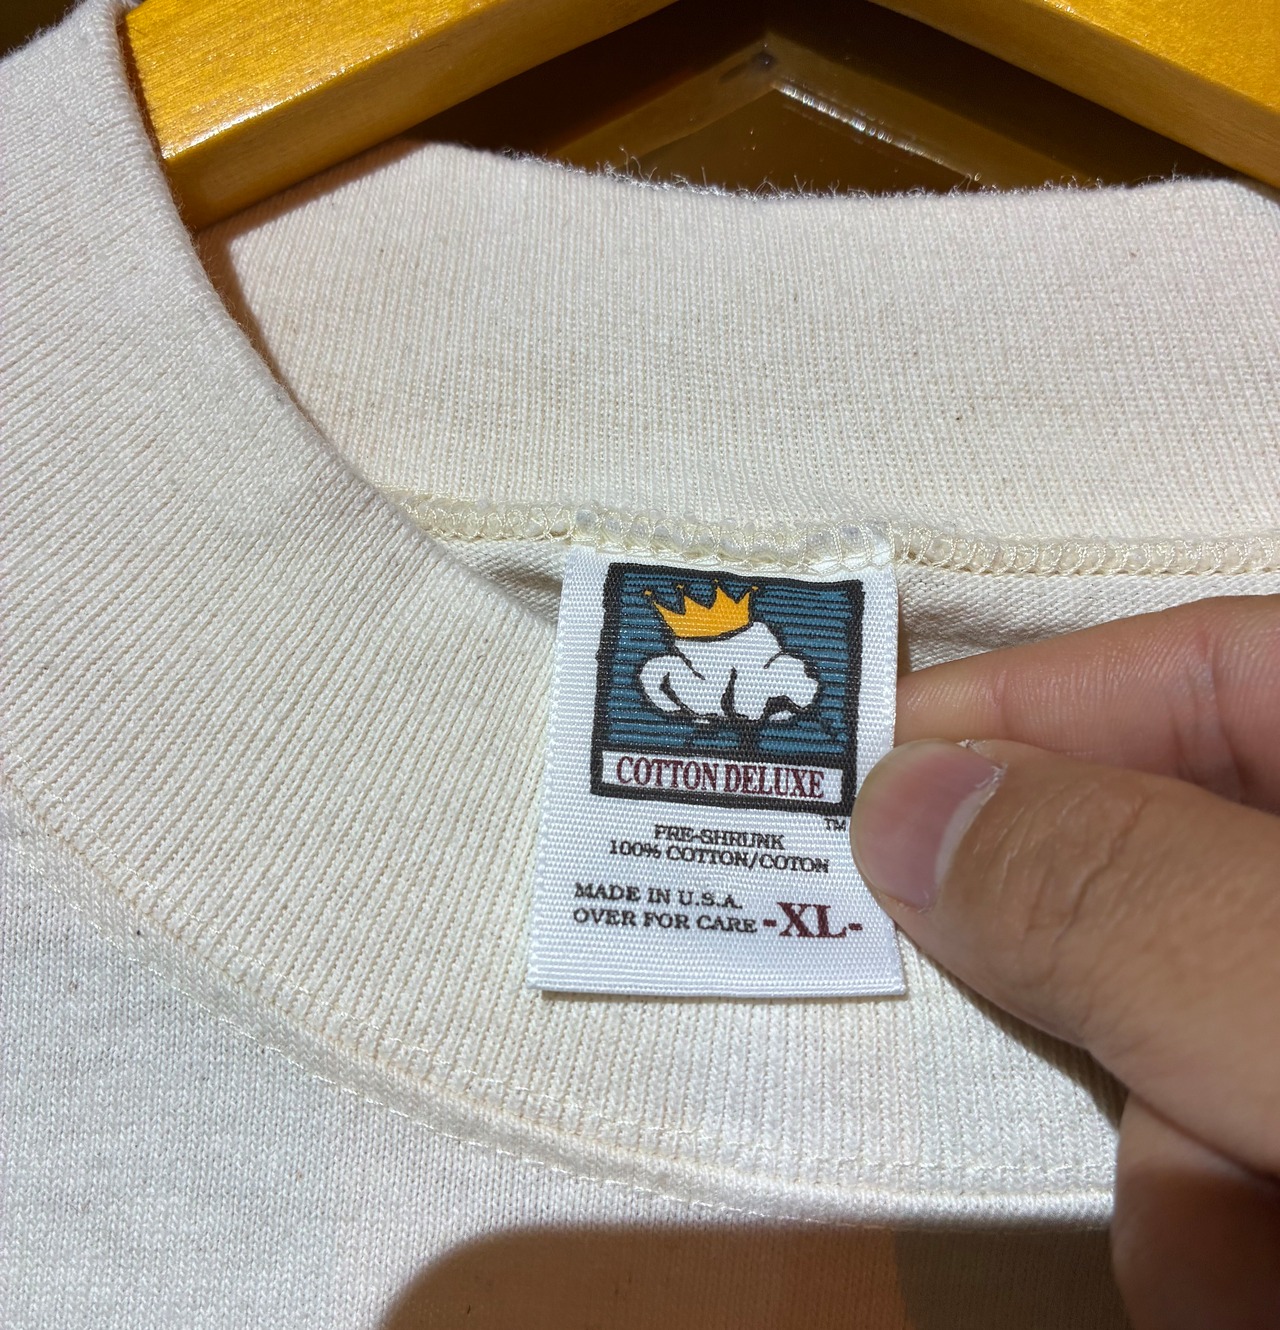 COTTON DELUXE
TM
PRE-SHRUNK
100% COTTON/COTON
MADE IN U.S.A.
OVER FOR CARE -XL-